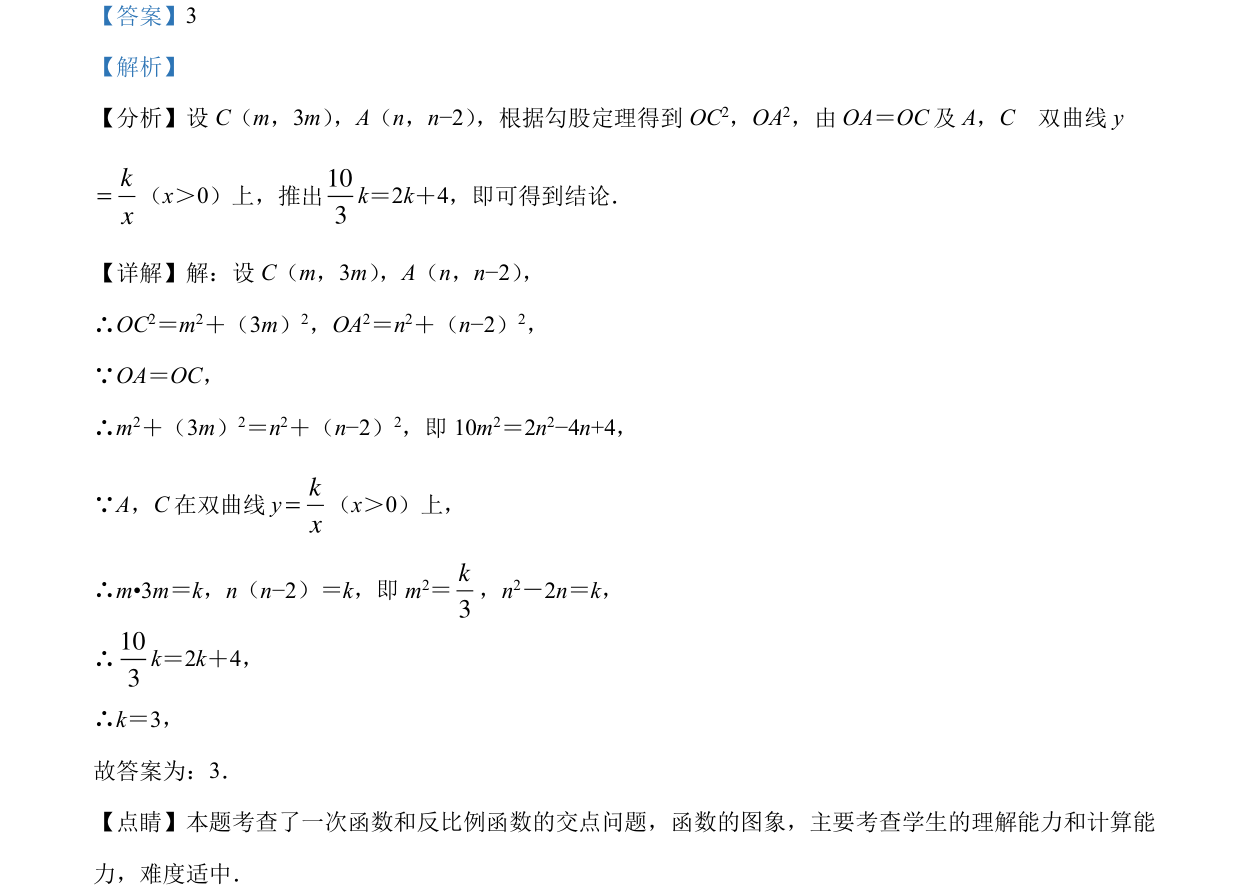 【答案】3
【解析】
【分析】设 C（m，3m），A（n，n−2），根据勾股定理得到 OC²，OA²，由 OA＝OC 及 A，C 双曲线 y
＝k/x（x＞0）上，推出10/3k＝2k＋4，即可得到结论．
【详解】解：设 C（m，3m），A（n，n−2），
∴OC²＝m²＋（3m）²，OA²＝n²＋（n−2）²，
∵OA＝OC，
∴m²＋（3m）²＝n²＋（n−2）²，即 10m²＝2n²−4n+4，
∵A，C 在双曲线 y＝k/x（x＞0）上，
∴m•3m＝k，n（n−2）＝k，即 m²＝k/3，n²－2n＝k，
∴10/3k＝2k＋4，
∴k＝3，
故答案为：3．
【点睛】本题考查了一次函数和反比例函数的交点问题，函数的图象，主要考查学生的理解能力和计算能
力，难度适中．